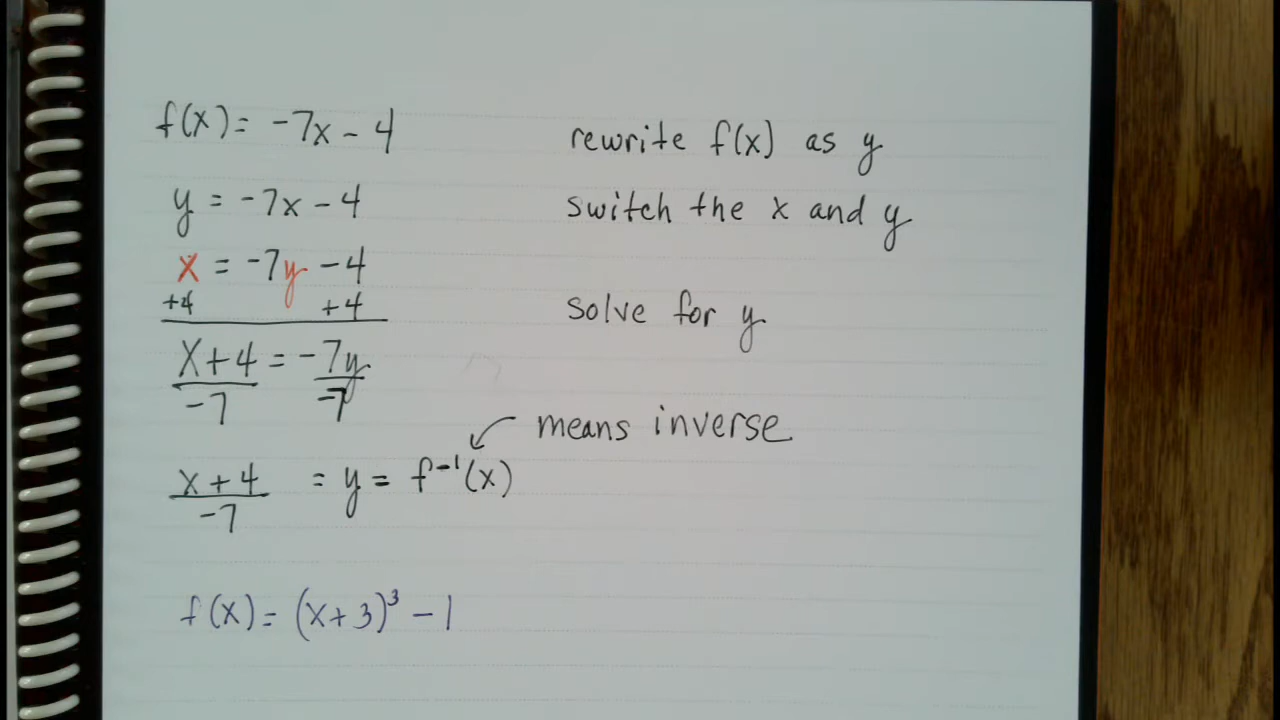 f(x) = -7x - 4 rewrite f(x) as y
y = -7x - 4 switch the x and y
x = -7y - 4
+4 +4 solve for y
x+4 = -7y
-7 -7
means inverse
x+4 = y = f⁻¹(x)
-7
f(x) = (x+3)³ - 1